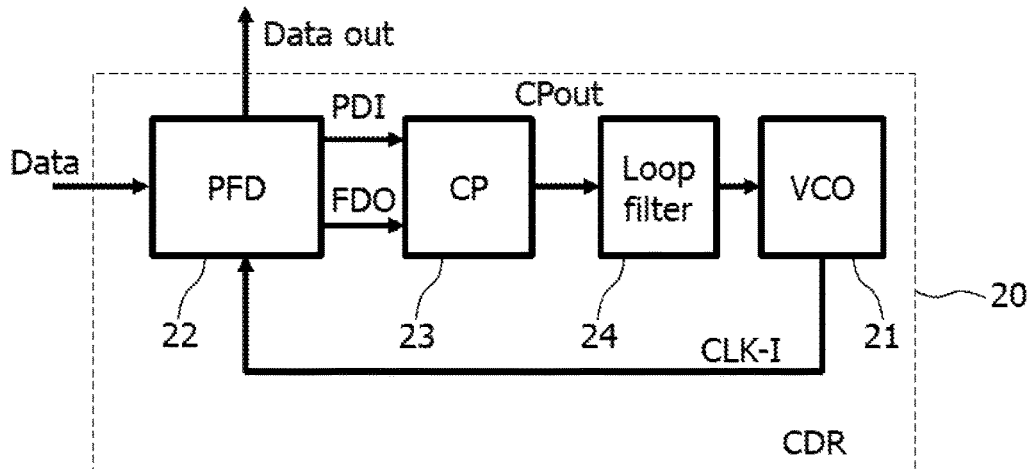 Data out
CPout
PDI
Data
PFD
FDO
CP
Loop
filter
VCO
22
23
24
21
20
CLK-I
CDR